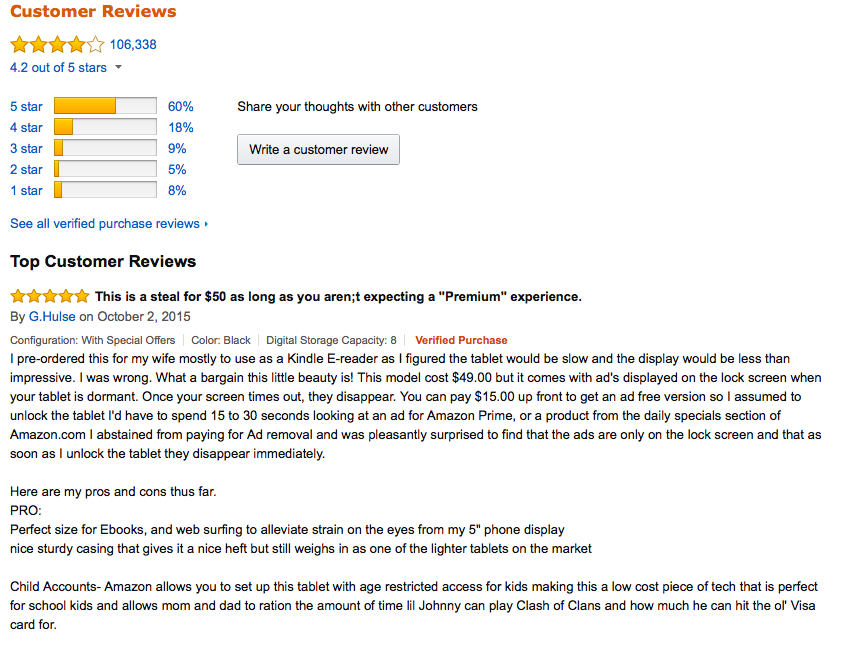 Customer Reviews
106,338
4.2 out of 5 stars
5 star 60%
4 star 18%
3 star 9%
2 star 5%
1 star 8%
Share your thoughts with other customers
Write a customer review
See all verified purchase reviews
Top Customer Reviews
This is a steal for $50 as long as you aren;t expecting a "Premium" experience.
By G.Hulse on October 2, 2015
Configuration: With Special Offers | Color: Black | Digital Storage Capacity: 8 | Verified Purchase
I pre-ordered this for my wife mostly to use as a Kindle E-reader as I figured the tablet would be slow and the display would be less than
impressive. I was wrong. What a bargain this little beauty is! This model cost $49.00 but it comes with ad's displayed on the lock screen when
your tablet is dormant. Once your screen times out, they disappear. You can pay $15.00 up front to get an ad free version so I assumed to
unlock the tablet I'd have to spend 15 to 30 seconds looking at an ad for Amazon Prime, or a product from the daily specials section of
Amazon.com I abstained from paying for Ad removal and was pleasantly surprised to find that the ads are only on the lock screen and that as
soon as I unlock the tablet they disappear immediately.
Here are my pros and cons thus far.
PRO:
Perfect size for Ebooks, and web surfing to alleviate strain on the eyes from my 5" phone display
nice sturdy casing that gives it a nice heft but still weighs in as one of the lighter tablets on the market
Child Accounts- Amazon allows you to set up this tablet with age restricted access for kids making this a low cost piece of tech that is perfect
for school kids and allows mom and dad to ration the amount of time lil Johnny can play Clash of Clans and how much he can hit the ol' Visa
card for.